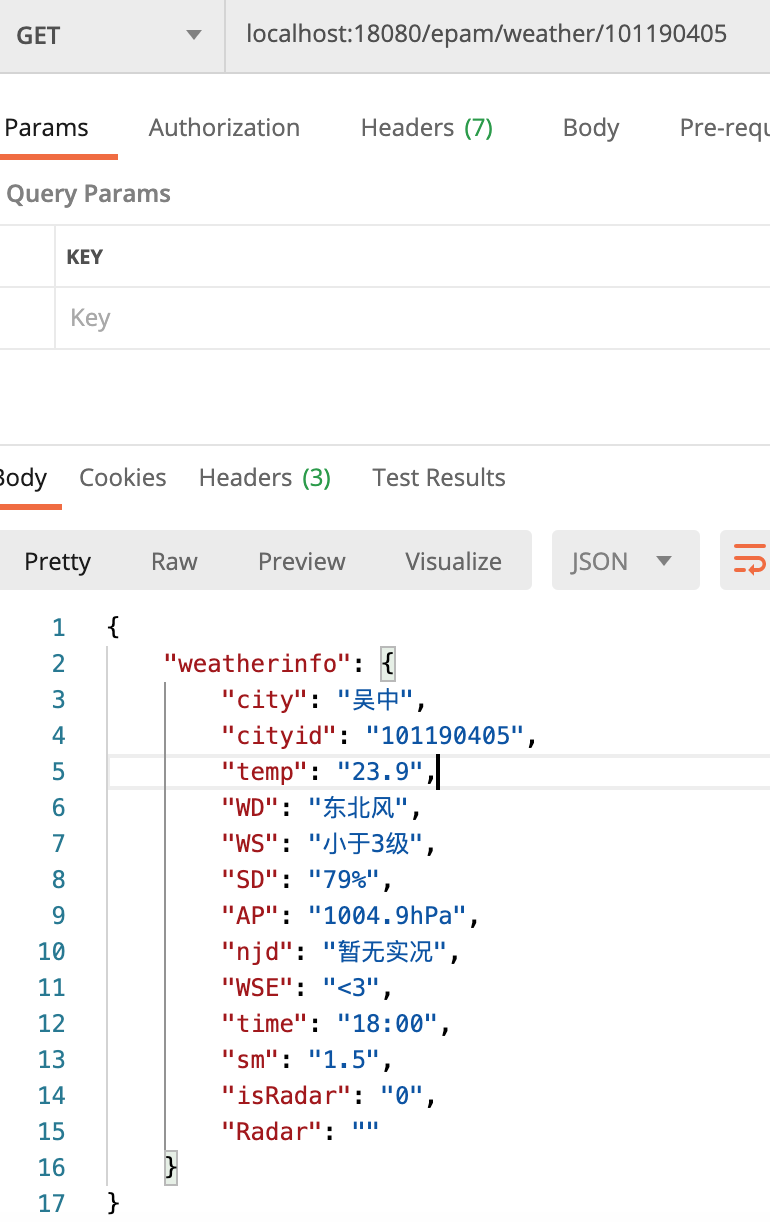 GET localhost:18080/epam/weather/101190405
Params Authorization Headers (7) Body Pre-requ
Query Params
KEY
Key
Body Cookies Headers (3) Test Results
Pretty Raw Preview Visualize JSON
1 {
2 "weatherinfo": {
3 "city": "吴中",
4 "cityid": "101190405",
5 "temp": "23.9",
6 "WD": "东北风",
7 "WS": "小于3级",
8 "SD": "79%",
9 "AP": "1004.9hPa",
10 "njd": "暂无实况",
11 "WSE": "<3",
12 "time": "18:00",
13 "sm": "1.5",
14 "isRadar": "0",
15 "Radar": ""
16 }
17 }